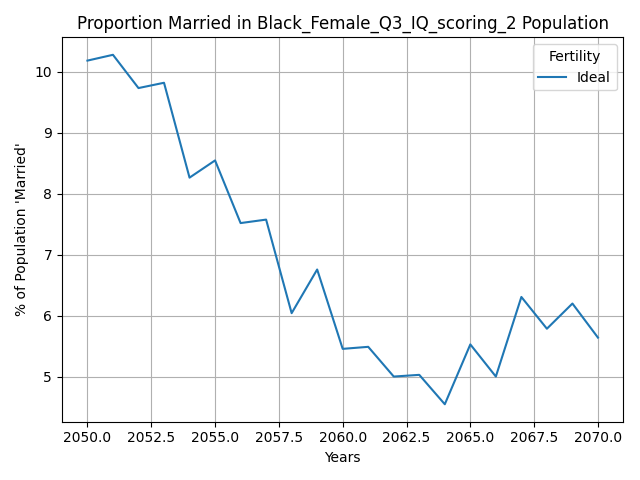 Proportion Married in Black_Female_Q3_IQ_scoring_2 Population
Fertility
Ideal
% of Population 'Married'
10
9
8
7
6
5
2050.0 2052.5 2055.0 2057.5 2060.0 2062.5 2065.0 2067.5 2070.0
Years